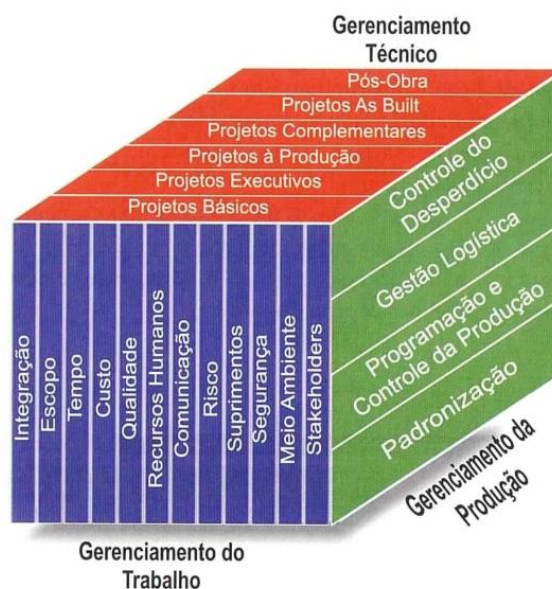 Gerenciamento
Técnico
Pós-Obra
Projetos As Built
Projetos Complementares
Projetos à Produção
Projetos Executivos
Projetos Básicos
Integração
Escopo
Tempo
Custo
Qualidade
Recursos Humanos
Comunicação
Risco
Suprimentos
Segurança
Meio Ambiente
Stakeholders
Controle do
Desperdício
Gestão Logística
Programação e
Controle da Produção
Padronização
Gerenciamento da
Produção
Gerenciamento do
Trabalho